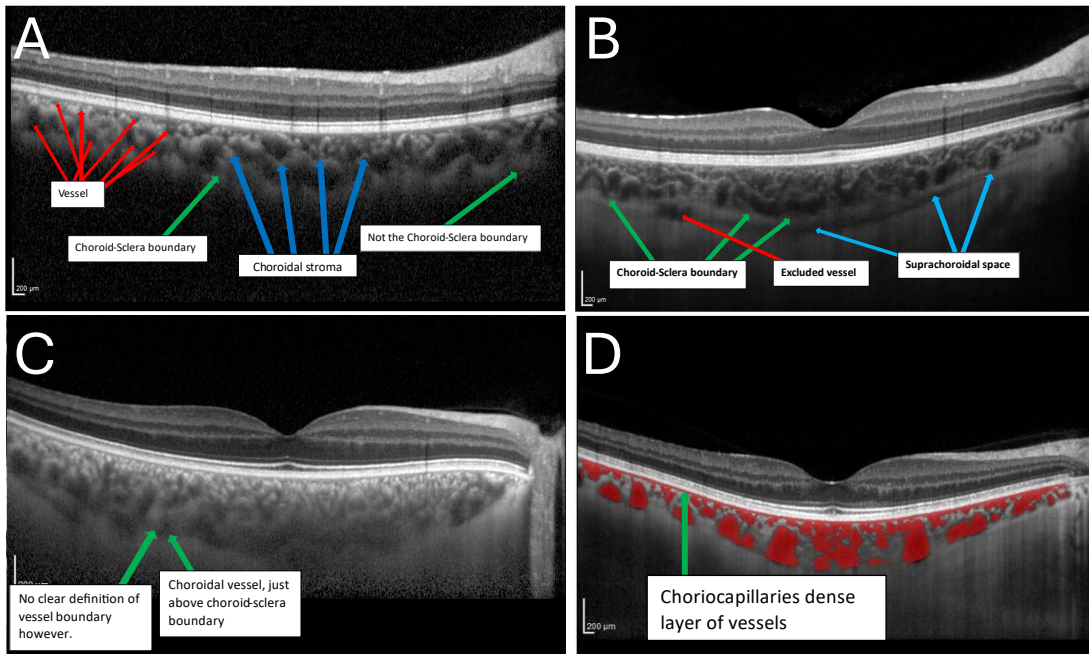 A
Vessel
Choroid-Sclera boundary
Choroidal stroma
Not the Choroid-Sclera boundary
200 µm
B
Choroid-Sclera boundary
Excluded vessel
Suprachoroidal space
200 µm
C
No clear definition of
vessel boundary
however.
Choroidal vessel, just
above choroid-sclera
boundary
200 µm
D
Choriocapillaries dense
layer of vessels
200 µm